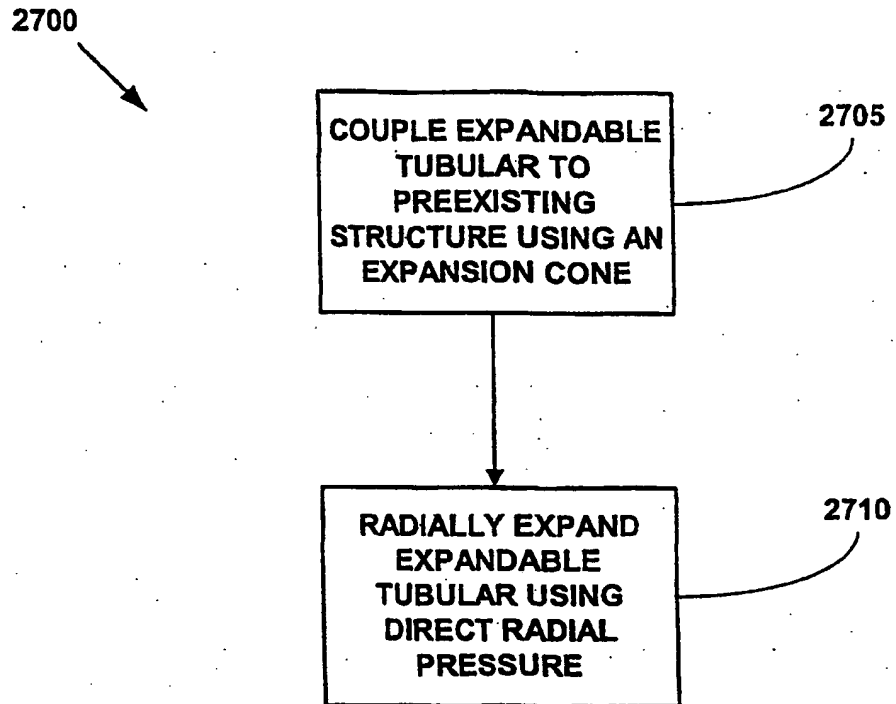 2700
COUPLE EXPANDABLE
TUBULAR TO
PREEXISTING
STRUCTURE USING AN
EXPANSION CONE
2705
RADIALLY EXPAND
EXPANDABLE
TUBULAR USING
DIRECT RADIAL
PRESSURE
2710